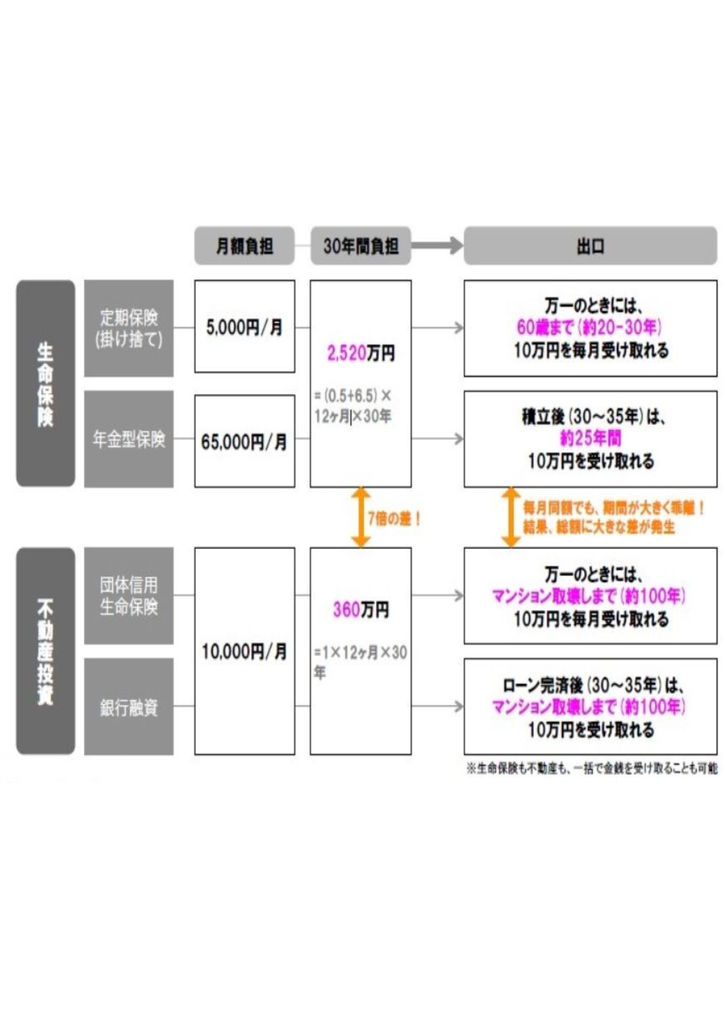 月額負担
30年間負担
出口
生命保険
定期保険
(掛け捨て)
5,000円/月
2,520万円
= (0.5+6.5) ×
12ヶ月×30年
万一のときには、
60歳まで(約20-30年)
10万円を毎月受け取れる
年金型保険
65,000円/月
積立後(30～35年)は、
約25年間
10万円を受け取れる
7倍の差！
毎月同額でも、期間が大きく乖離！
結果、総額に大きな差が発生
不動産投資
団体信用
生命保険
10,000円/月
360万円
=1×12ヶ月×30
年
万一のときには、
マンション取壊しまで(約100年)
10万円を毎月受け取れる
銀行融資
ローン完済後(30～35年)は、
マンション取壊しまで(約100年)
10万円を受け取れる
※生命保険も不動産も、一括で金銭を受け取ることも可能